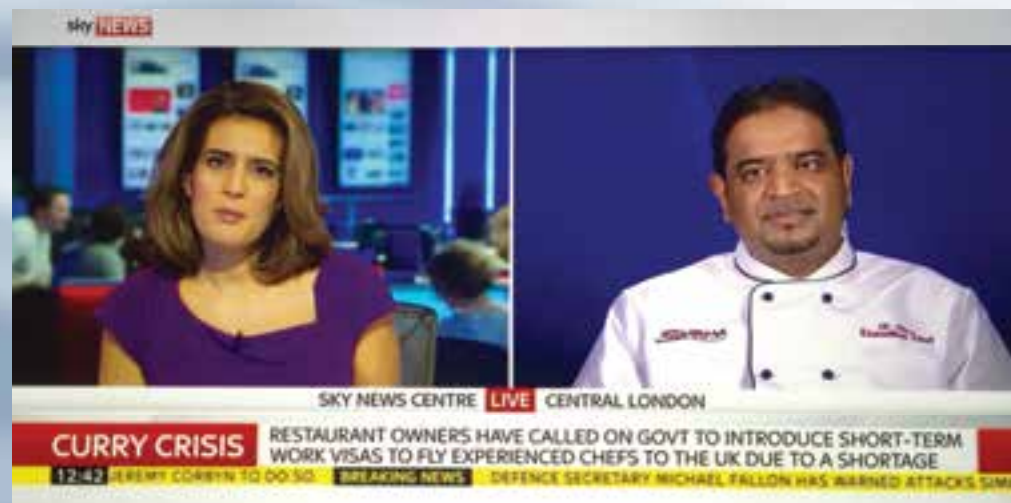 sky NEWS
SKY NEWS CENTRE LIVE CENTRAL LONDON
CURRY CRISIS
RESTAURANT OWNERS HAVE CALLED ON GOVT TO INTRODUCE SHORT-TERM
WORK VISAS TO FLY EXPERIENCED CHEFS TO THE UK DUE TO A SHORTAGE
12:42 JEREMY CORBYN TO DO SO BREAKING NEWS DEFENCE SECRETARY MICHAEL FALLON HAS WARNED ATTACKS
Executive Chef